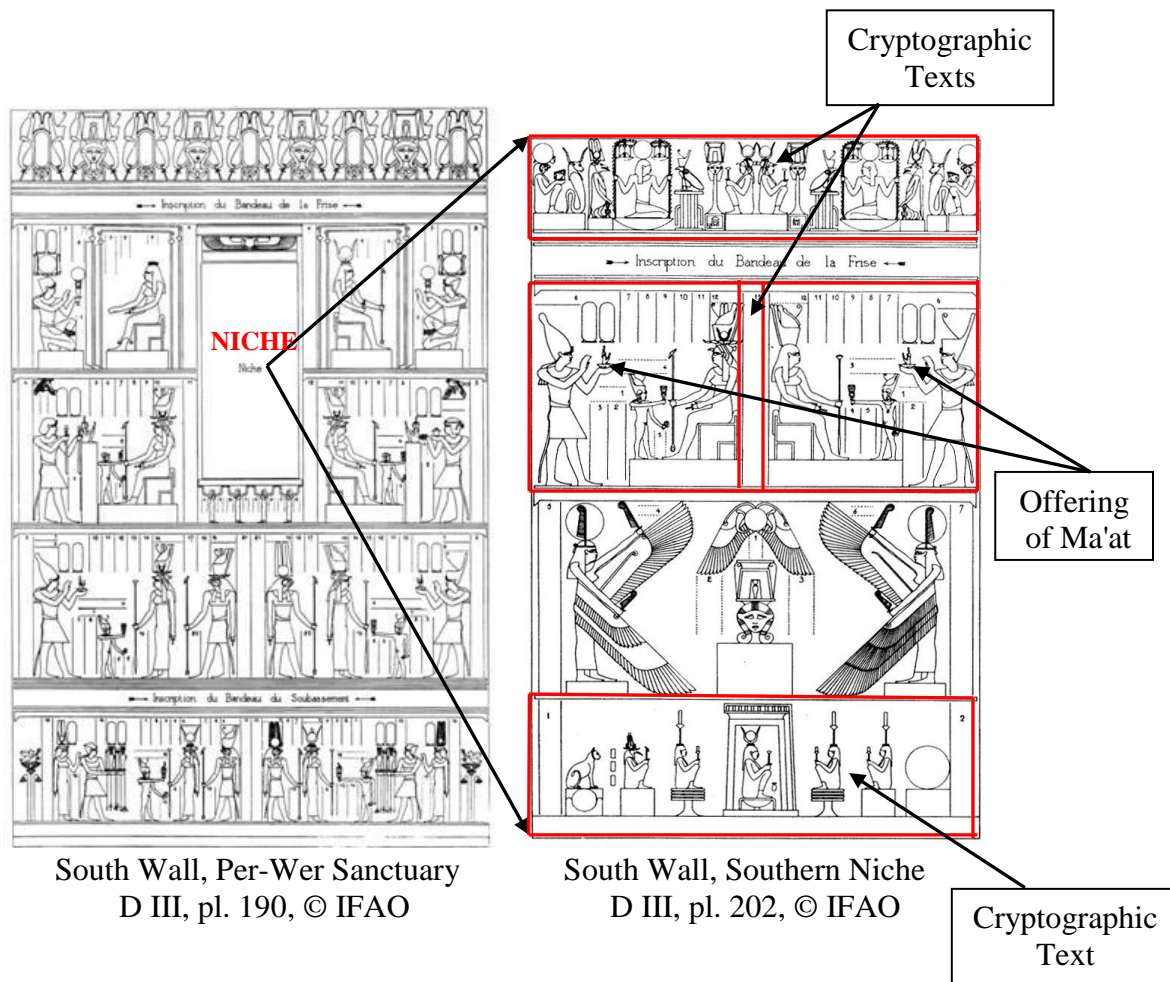 Cryptographic
Texts
Inscription du Bandeau de la Frise
Inscription du Bandeau de la Frise
NICHE
Niche
Offering
of Ma'at
Inscription du Bandeau du Soubassement
South Wall, Per-Wer Sanctuary
D III, pl. 190, © IFAO
South Wall, Southern Niche
D III, pl. 202, © IFAO
Cryptographic
Text